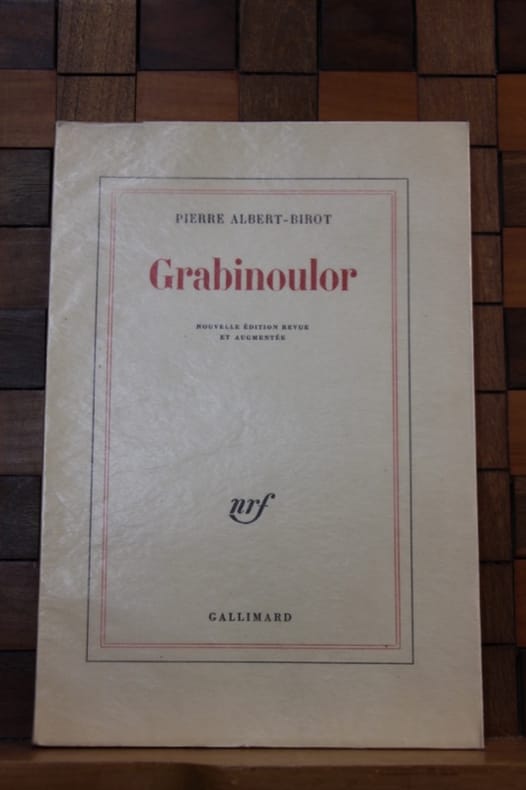 PIERRE ALBERT-BIROT
Grabinoulor
NOUVELLE ÉDITION REVUE
ET AUGMENTÉE
nrf
GALLIMARD